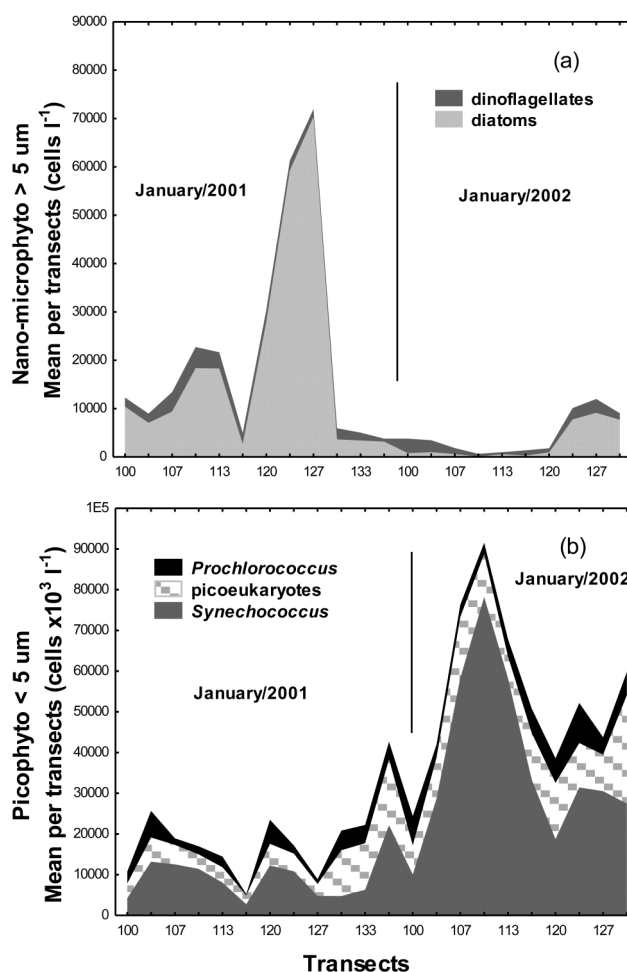 90000
80000
70000
60000
50000
40000
30000
20000
10000
0
Nano-microphyto > 5 um
Mean per transects (cells l-1)
(a)
dinoflagellates
diatoms
January/2001
January/2002
100 107 113 120 127 133 100 107 113 120 127
1E5
90000
80000
70000
60000
50000
40000
30000
20000
10000
0
Picophyto < 5 um
Mean per transects (cells x10³ l-1)
(b)
Prochlorococcus
picoeukaryotes
Synechococcus
January/2002
January/2001
100 107 113 120 127 133 100 107 113 120 127
Transects